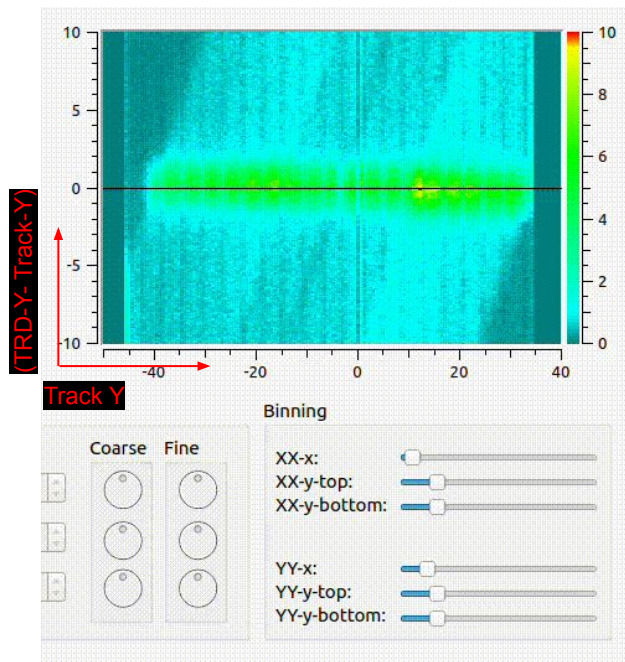 10
5
0
-5
-10
10
8
6
4
2
0
-40 -20 0 20 40
(TRD-Y- Track-Y)
Track Y
Binning
Coarse Fine
XX-x:
XX-y-top:
XX-y-bottom:
YY-x:
YY-y-top:
YY-y-bottom: